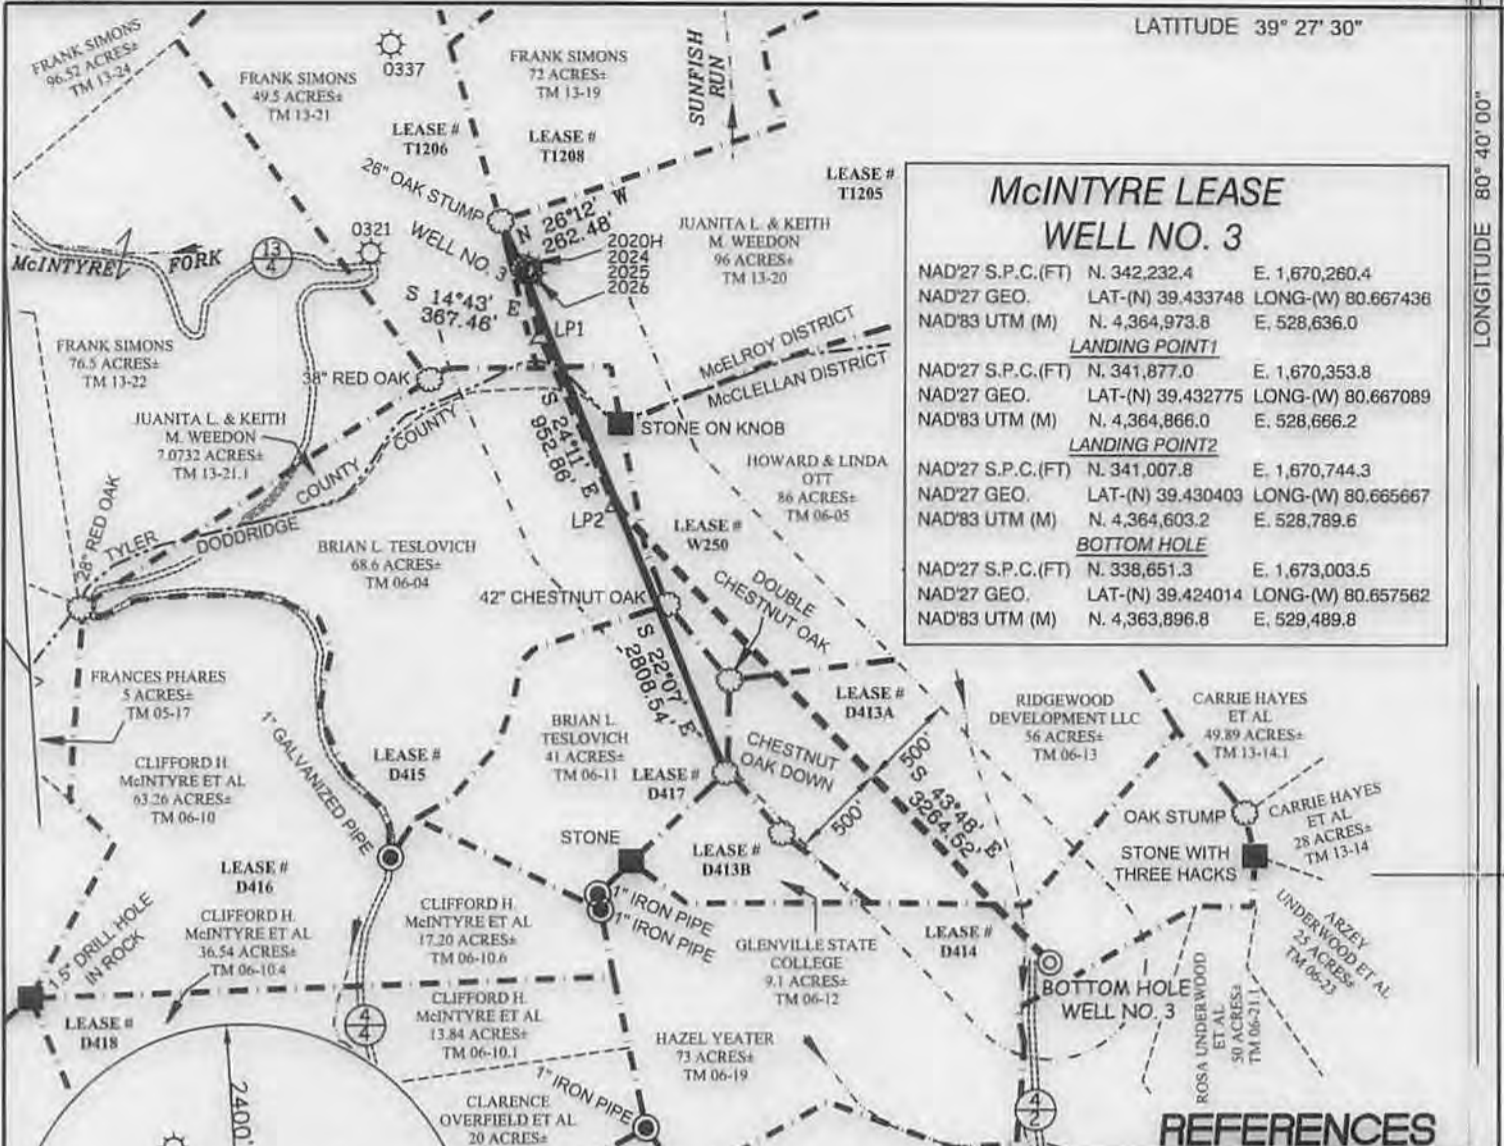 LATITUDE 39° 27' 30"
LONGITUDE 80° 40' 00"
FRANK SIMONS
96.52 ACRES±
TM 13-24
FRANK SIMONS
49.5 ACRES±
TM 13-21
0337
FRANK SIMONS
72 ACRES±
TM 13-19
SUNFISH
RUN
LEASE #
T1206
LEASE #
T1208
LEASE #
T1205
26" OAK STUMP
N 26°12' W
262.48'
WELL NO. 3
2020H
2024
2025
2026
JUANITA L. & KEITH
M. WEEDON
96 ACRES±
TM 13-20
0321
McINTYRE FORK
13
4
S 14°43' E
367.46'
LP1
FRANK SIMONS
76.5 ACRES±
TM 13-22
38" RED OAK
McELROY DISTRICT
McCLELLAN DISTRICT
JUANITA L. & KEITH
M. WEEDON
7.0732 ACRES±
TM 13-21.1
STONE ON KNOB
S 24°11' E
952.86'
HOWARD & LINDA
OTT
86 ACRES±
TM 06-05
TYLER COUNTY
DODDRIDGE COUNTY
28" RED OAK
LP2
LEASE #
W250
BRIAN L. TESLOVICH
68.6 ACRES±
TM 06-04
42" CHESTNUT OAK
DOUBLE
CHESTNUT OAK
S 22°07' E
2808.54'
McINTYRE LEASE
WELL NO. 3
NAD'27 S.P.C.(FT) N. 342,232.4 E. 1,670,260.4
NAD'27 GEO. LAT-(N) 39.433748 LONG-(W) 80.667436
NAD'83 UTM (M) N. 4,364,973.8 E. 528,636.0
LANDING POINT1
NAD'27 S.P.C.(FT) N. 341,877.0 E. 1,670,353.8
NAD'27 GEO. LAT-(N) 39.432775 LONG-(W) 80.667089
NAD'83 UTM (M) N. 4,364,866.0 E. 528,666.2
LANDING POINT2
NAD'27 S.P.C.(FT) N. 341,007.8 E. 1,670,744.3
NAD'27 GEO. LAT-(N) 39.430403 LONG-(W) 80.665667
NAD'83 UTM (M) N. 4,364,603.2 E. 528,789.6
BOTTOM HOLE
NAD'27 S.P.C.(FT) N. 338,651.3 E. 1,673,003.5
NAD'27 GEO. LAT-(N) 39.424014 LONG-(W) 80.657562
NAD'83 UTM (M) N. 4,363,896.8 E. 529,489.8
FRANCES PHARES
5 ACRES±
TM 05-17
1" GALVANIZED PIPE
LEASE #
D415
BRIAN L.
TESLOVICH
41 ACRES±
TM 06-11
LEASE #
D417
CHESTNUT
OAK DOWN
LEASE #
D413A
500'
500'
S 43°48' E
3264.52'
RIDGEWOOD
DEVELOPMENT LLC
56 ACRES±
TM 06-13
CARRIE HAYES
ET AL
49.89 ACRES±
TM 13-14.1
CLIFFORD H.
McINTYRE ET AL
63.26 ACRES±
TM 06-10
OAK STUMP
CARRIE HAYES
ET AL
28 ACRES±
TM 13-14
STONE WITH
THREE HACKS
STONE
LEASE #
D413B
LEASE #
D416
1.5" DRILL HOLE
IN ROCK
CLIFFORD H.
McINTYRE ET AL
36.54 ACRES±
TM 06-10.4
CLIFFORD H.
McINTYRE ET AL
17.20 ACRES±
TM 06-10.6
1" IRON PIPE
1" IRON PIPE
GLENVILLE STATE
COLLEGE
9.1 ACRES±
TM 06-12
LEASE #
D414
ARZEY
UNDERWOOD ET AL
25 ACRES±
TM 06-23
BOTTOM HOLE
WELL NO. 3
ROSA UNDERWOOD
ET AL
50 ACRES±
TM 06-21.1
LEASE #
D418
4
4
CLIFFORD H.
McINTYRE ET AL
13.84 ACRES±
TM 06-10.1
HAZEL YEATER
73 ACRES±
TM 06-19
2400'
1" IRON PIPE
CLARENCE
OVERFIELD ET AL
20 ACRES±
4
2
REFERENCES